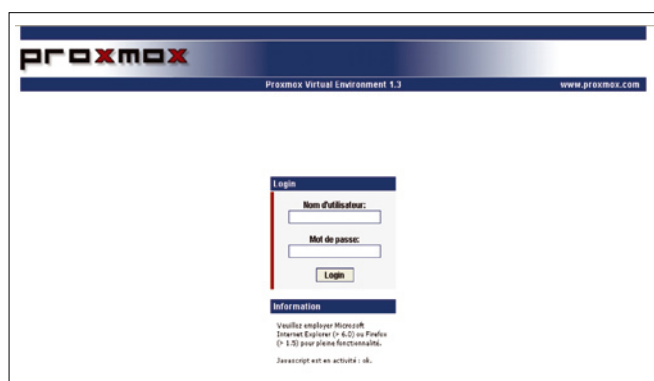 proxmox
Proxmox Virtual Environment 1.3
www.proxmox.com
Login
Nom d'utilisateur:
Mot de passe:
Login
Information
Veuillez employer Microsoft
Internet Explorer (> 6.0) ou Firefox
(> 1.5) pour pleine fonctionnalité.
Javascript est en activité : ok.